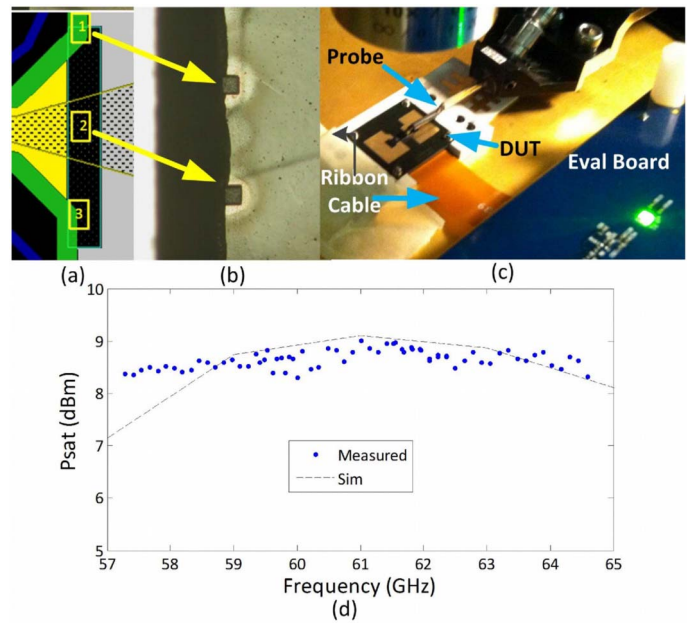 1
2
3
Probe
DUT
Eval Board
Ribbon
Cable
(a)
(b)
(c)
10
9
8
7
6
5
Psat (dBm)
Measured
Sim
57 58 59 60 61 62 63 64 65
Frequency (GHz)
(d)